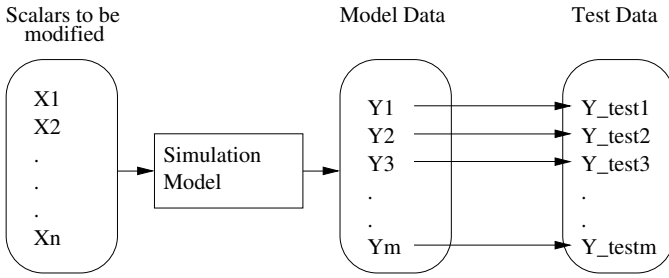 Scalars to be
modified
X1
X2
.
.
.
Xn
Simulation
Model
Model Data
Y1
Y2
Y3
.
.
Ym
Test Data
Y_test1
Y_test2
Y_test3
.
.
Y_testm